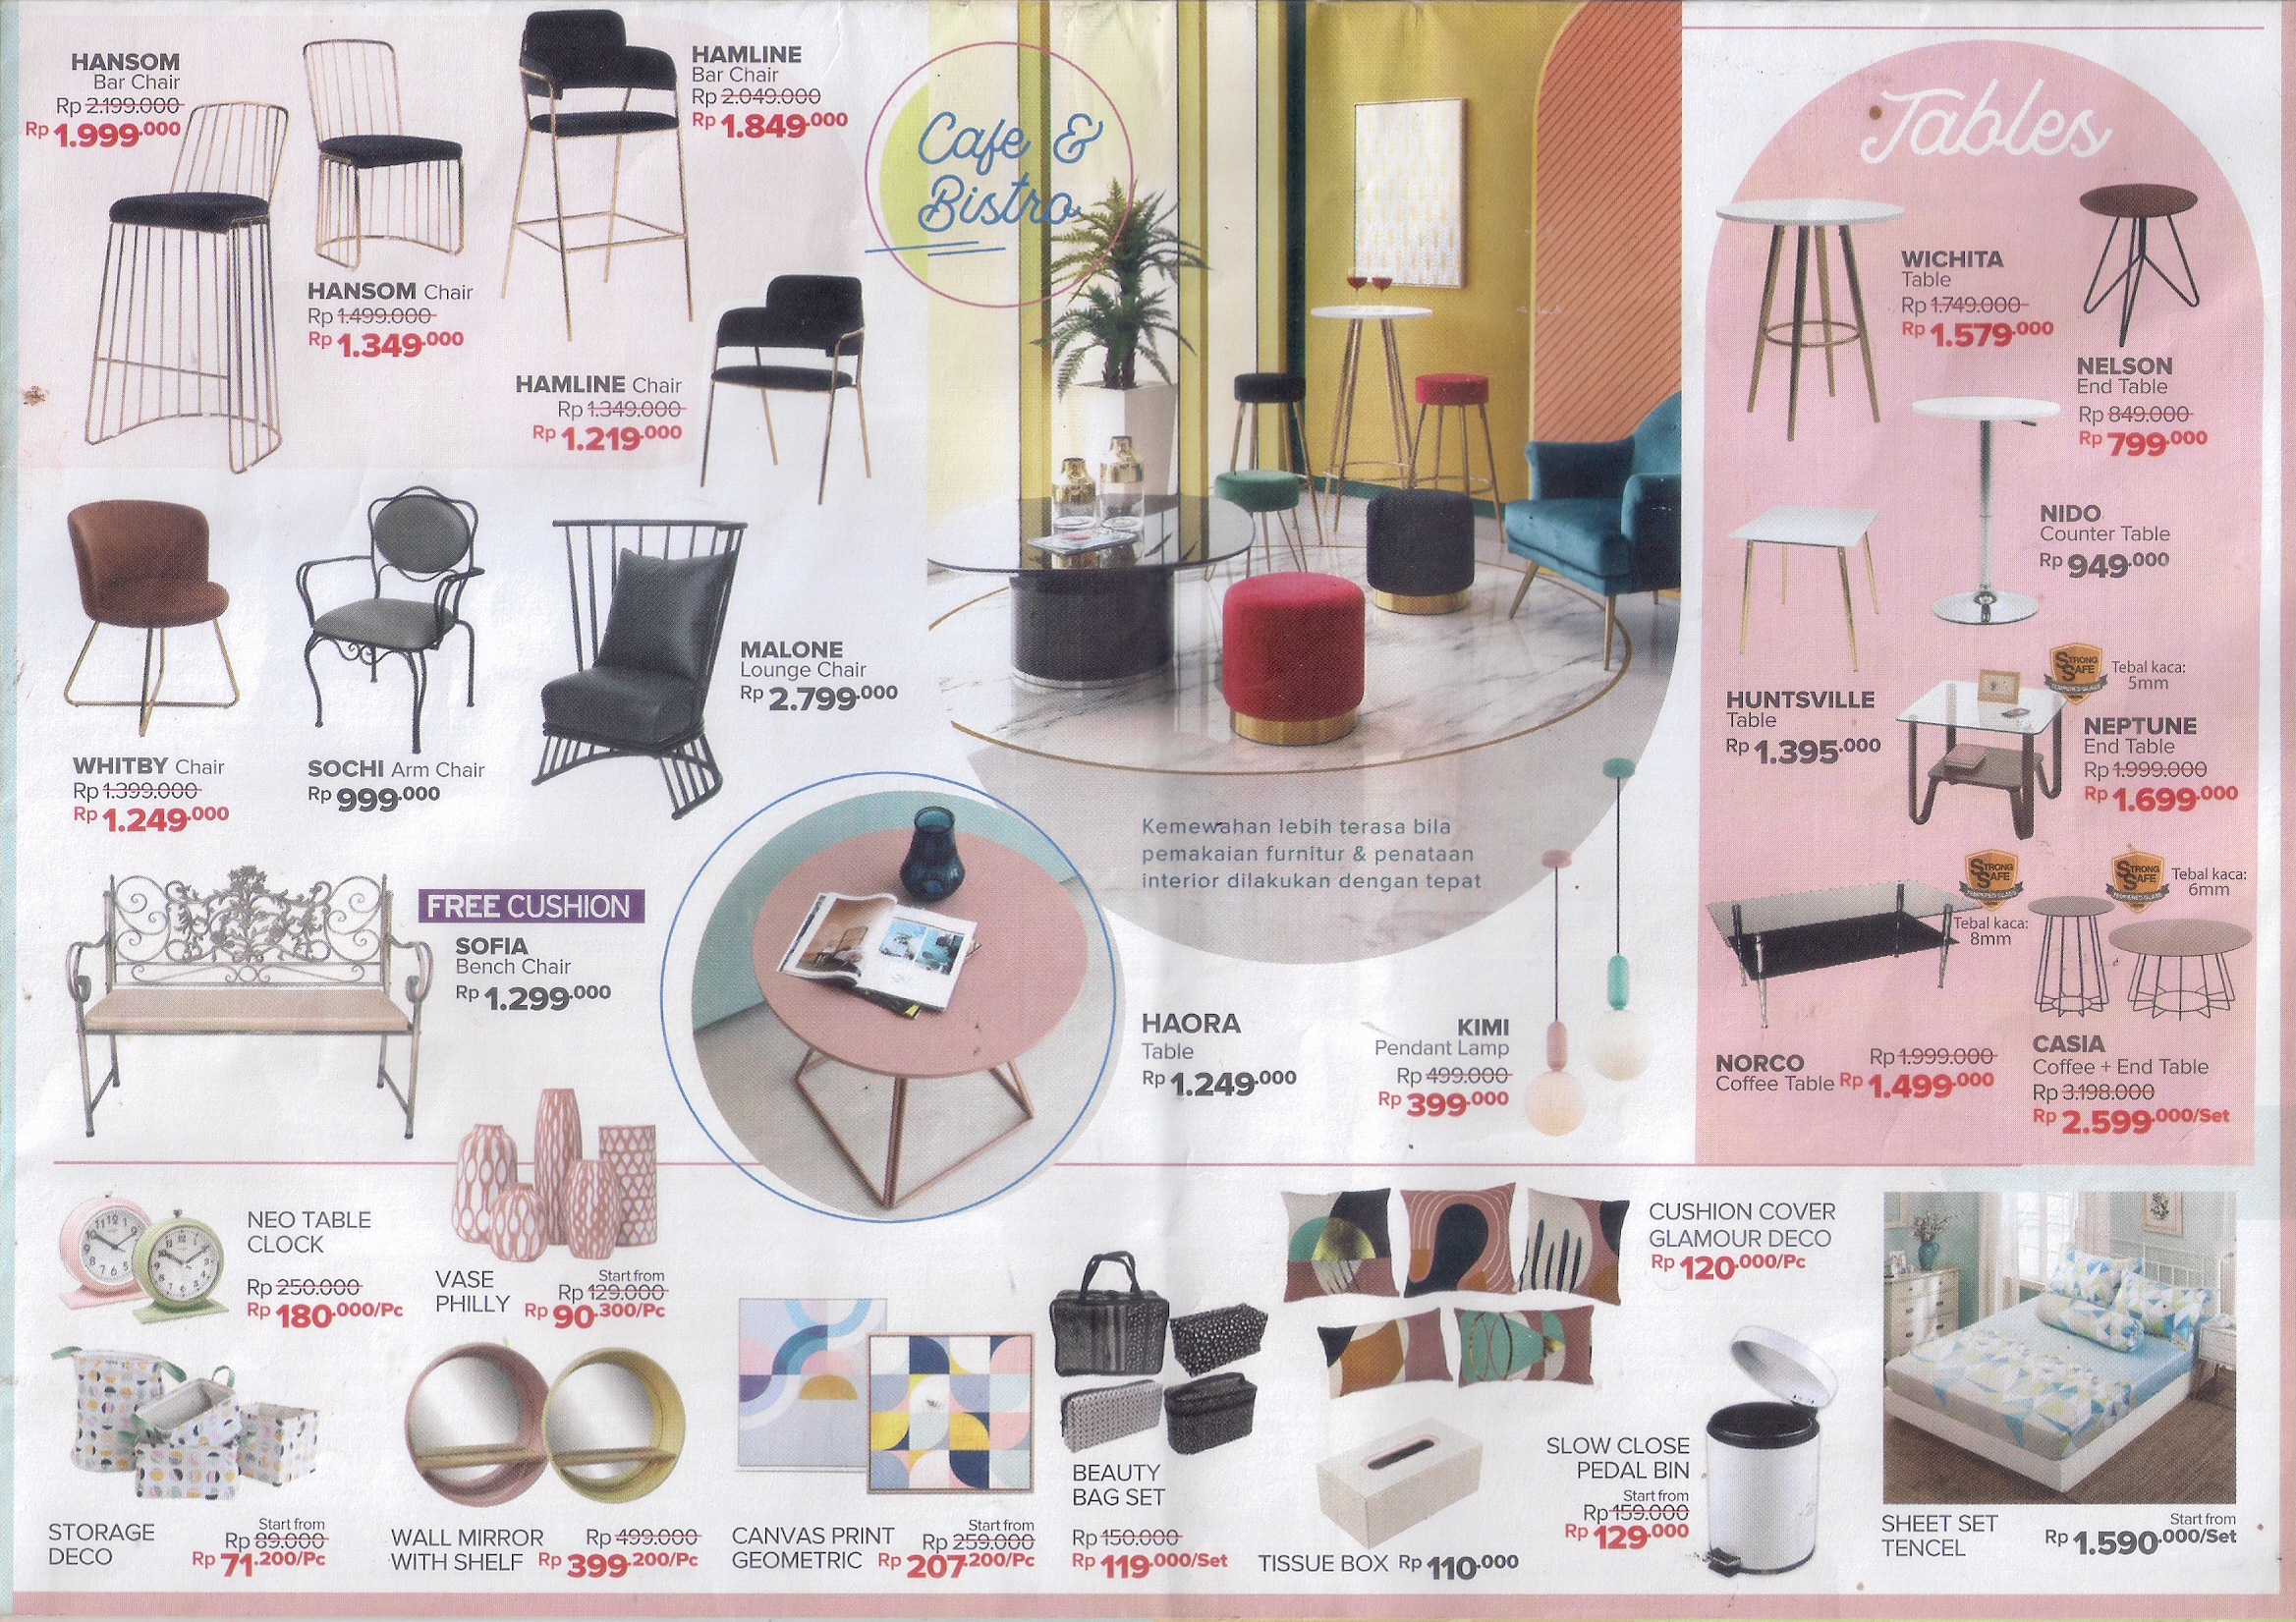 HANSOM
Bar Chair
Rp 2.199.000
Rp 1.999.000
HANSOM Chair
Rp 1.499.000
Rp 1.349.000
HAMLINE
Bar Chair
Rp 2.049.000
Rp 1.849.000
HAMLINE Chair
Rp 1.349.000
Rp 1.219.000
Cafe &
Bistro
WHITBY Chair
Rp 1.399.000
Rp 1.249.000
SOCHI Arm Chair
Rp 999.000
MALONE
Lounge Chair
Rp 2.799.000
FREE CUSHION
SOFIA
Bench Chair
Rp 1.299.000
Kemewahan lebih terasa bila
pemakaian furnitur & penataan
interior dilakukan dengan tepat
HAORA
Table
Rp 1.249.000
KIMI
Pendant Lamp
Rp 499.000
Rp 399.000
Tables
WICHITA
Table
Rp 1.749.000
Rp 1.579.000
NELSON
End Table
Rp 849.000
Rp 799.000
NIDO
Counter Table
Rp 949.000
HUNTSVILLE
Table
Rp 1.395.000
STRONG
SAFE
TEMPERED GLASS
Tebal kaca:
5mm
NEPTUNE
End Table
Rp 1.999.000
Rp 1.699.000
STRONG
SAFE
TEMPERED GLASS
Tebal kaca:
8mm
NORCO
Coffee Table
Rp 1.999.000
Rp 1.499.000
STRONG
SAFE
TEMPERED GLASS
Tebal kaca:
6mm
CASIA
Coffee + End Table
Rp 3.198.000
Rp 2.599.000/Set
NEO TABLE
CLOCK
Rp 250.000
Rp 180.000/Pc
VASE
PHILLY
Start from
Rp 129.000
Rp 90.300/Pc
STORAGE
DECO
Start from
Rp 89.000
Rp 71.200/Pc
WALL MIRROR
WITH SHELF
Rp 499.000
Rp 399.200/Pc
CANVAS PRINT
GEOMETRIC
Start from
Rp 259.000
Rp 207.200/Pc
BEAUTY
BAG SET
Rp 150.000
Rp 119.000/Set
CUSHION COVER
GLAMOUR DECO
Rp 120.000/Pc
TISSUE BOX Rp 110.000
SLOW CLOSE
PEDAL BIN
Start from
Rp 159.000
Rp 129.000
SHEET SET
TENCEL
Start from
Rp 1.590.000/Set